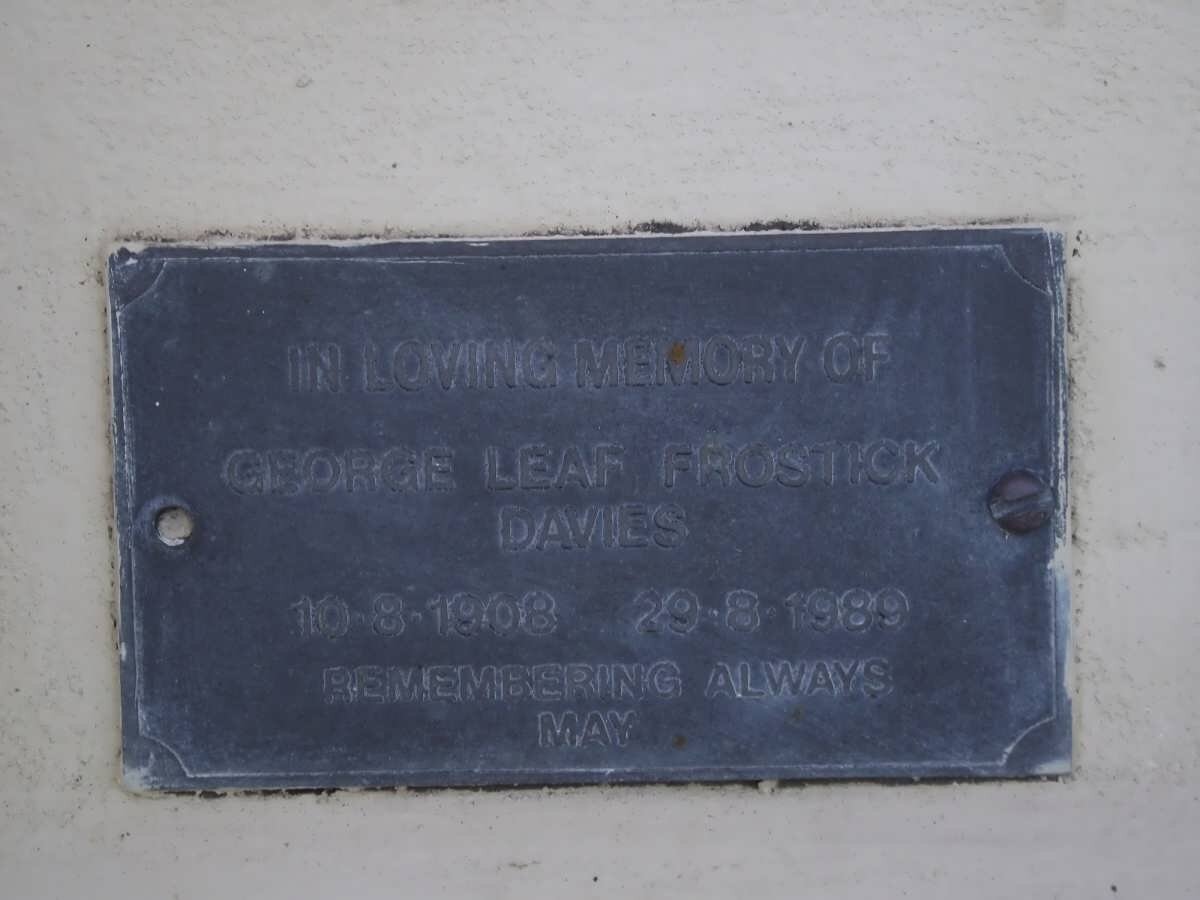 IN LOVING MEMORY OF
GEORGE LEAF FROSTICK
DAVIES
10·8·1908 29·8·1989
REMEMBERING ALWAYS
MAY